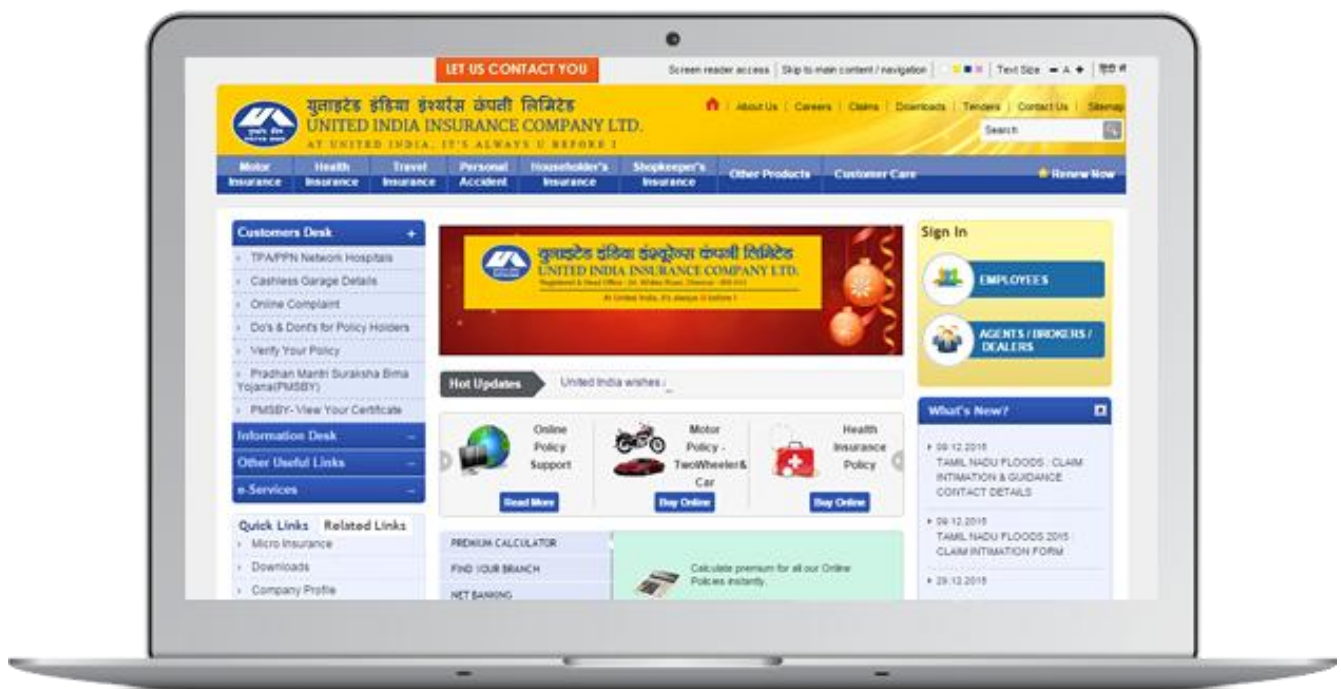 LET US CONTACT YOU
Screen reader access | Skip to main content / navigation | Text Size - A + | हिंदी में
युनाइटेड इंडिया इंश्योरेंस कंपनी लिमिटेड
UNITED INDIA INSURANCE COMPANY LTD.
AT UNITED INDIA, IT'S ALWAYS U BEFORE I
About Us | Careers | Claims | Downloads | Tenders | Contact Us | Sitemap
Search
Motor Insurance
Health Insurance
Travel Insurance
Personal Accident
Householder's Insurance
Shopkeeper's Insurance
Other Products
Customer Care
Renew Now
Customers Desk +
TPA/PPN Network Hospitals
Cashless Garage Details
Online Complaint
Do's & Dont's for Policy Holders
Verify Your Policy
Pradhan Mantri Suraksha Bima
Yojana(PMSBY)
PMSBY- View Your Certificate
Information Desk -
Other Useful Links -
e-Services -
Quick Links Related Links
Micro Insurance
Downloads
Company Profile
युनाइटेड इंडिया इंश्यूरेन्स कंपनी लिमिटेड
UNITED INDIA INSURANCE COMPANY LTD.
At United India, it's always U before I
Hot Updates
United India wishes a_
Online
Policy
Support
Read More
Motor
Policy -
TwoWheeler &
Car
Buy Online
Health
Insurance
Policy
Buy Online
PREMIUM CALCULATOR
FIND YOUR BRANCH
NET BANKING
Calculate premium for all our Online
Policies instantly.
Sign In
EMPLOYEES
AGENTS / BROKERS /
DEALERS
What's New?
09.12.2015
TAMIL NADU FLOODS : CLAIM
INTIMATION & GUIDANCE
CONTACT DETAILS
09.12.2015
TAMIL NADU FLOODS 2015 :
CLAIM INTIMATION FORM
29.12.2015